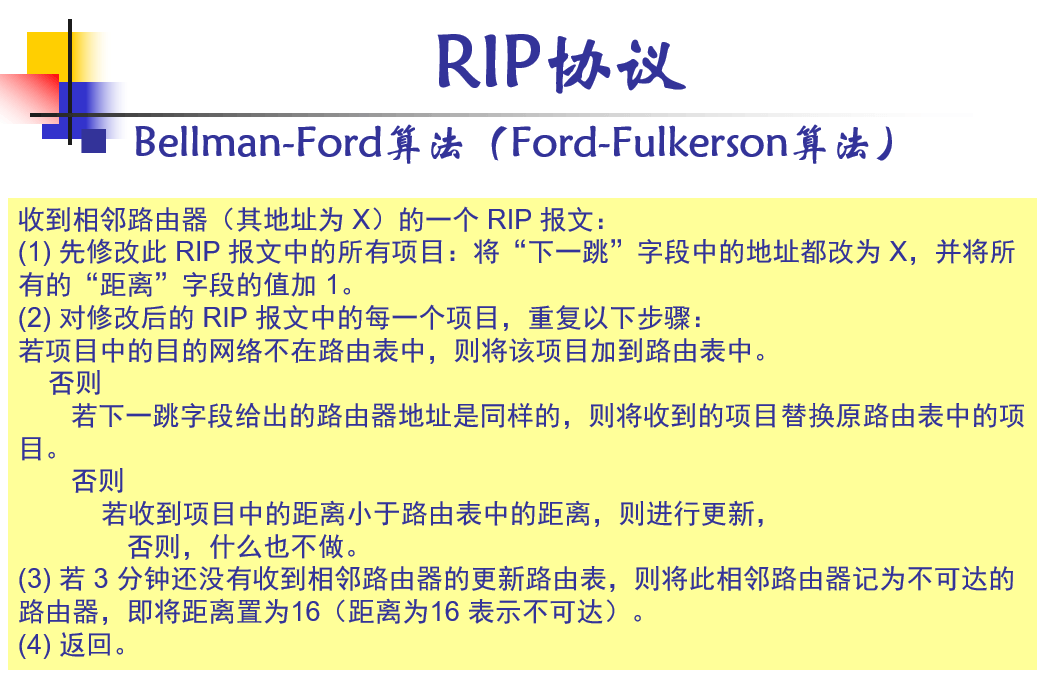 RIP协议
Bellman-Ford算法（Ford-Fulkerson算法）
收到相邻路由器（其地址为 X）的一个 RIP 报文：
(1) 先修改此 RIP 报文中的所有项目：将“下一跳”字段中的地址都改为 X，并将所
有的“距离”字段的值加 1。
(2) 对修改后的 RIP 报文中的每一个项目，重复以下步骤：
若项目中的目的网络不在路由表中，则将该项目加到路由表中。
否则
若下一跳字段给出的路由器地址是同样的，则将收到的项目替换原路由表中的项
目。
否则
若收到项目中的距离小于路由表中的距离，则进行更新，
否则，什么也不做。
(3) 若 3 分钟还没有收到相邻路由器的更新路由表，则将此相邻路由器记为不可达的
路由器，即将距离置为16（距离为16 表示不可达）。
(4) 返回。